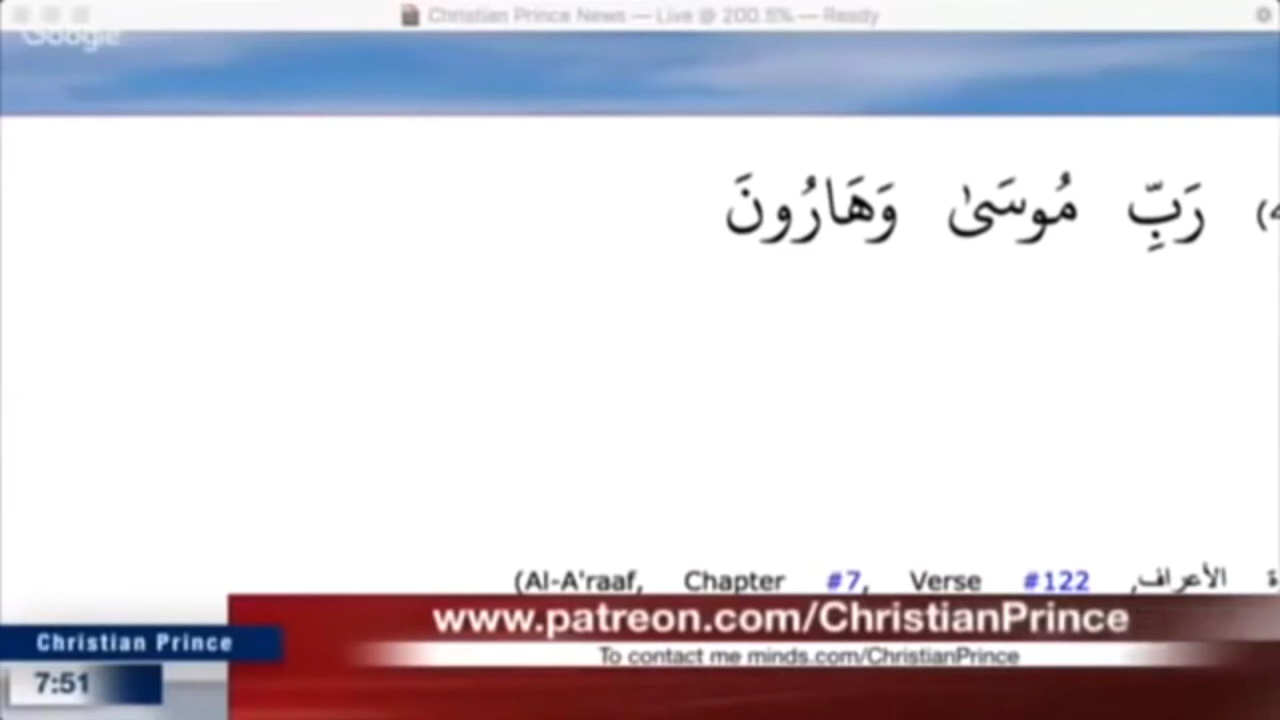 Christian Prince News — Live @ 200.5% — Ready
Google
(4 رَبِّ مُوسَىٰ وَهَارُونَ
(Al-A'raaf, Chapter #7, Verse #122 الأعراف,
www.patreon.com/ChristianPrince
To contact me minds.com/ChristianPrince
Christian Prince
7:51